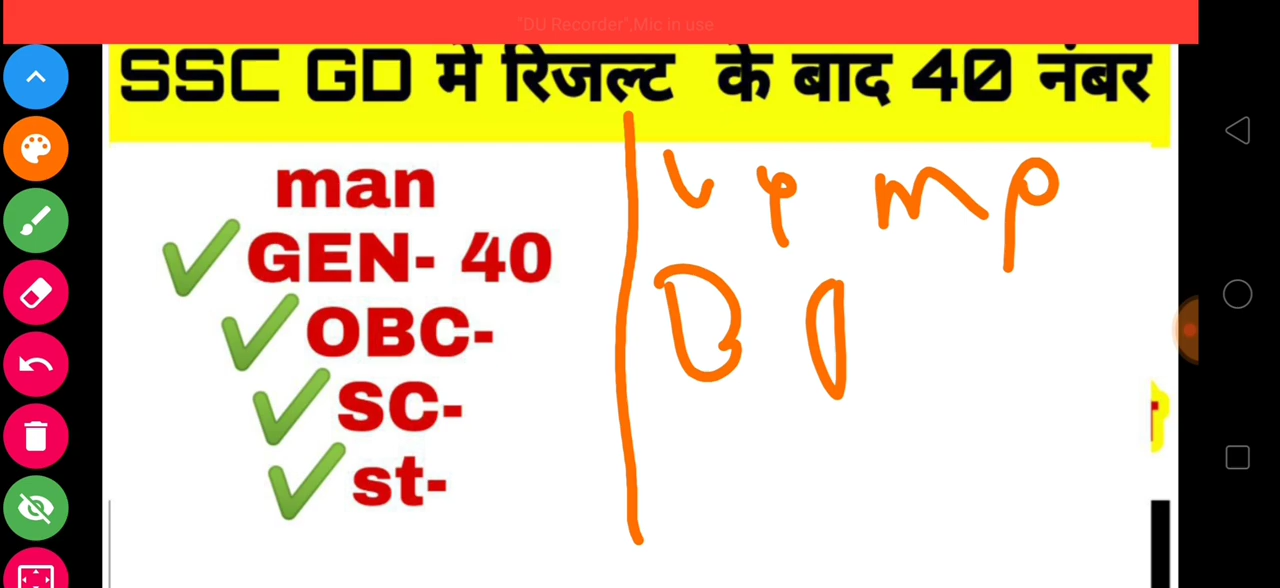 "DU Recorder",Mic in use
SSC GD में रिजल्ट के बाद 40 नंबर
man
GEN- 40
OBC-
SC-
st-
up mp